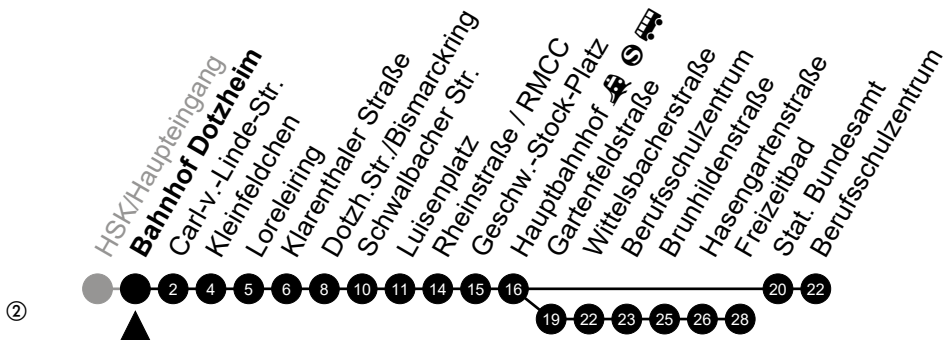 HSK/Haupteingang
Bahnhof Dotzheim
Carl-v.-Linde-Str.
Kleinfeldchen
Loreleiring
Klarenthaler Straße
Dotzh.Str./Bismarckring
Schwalbacher Str.
Luisenplatz
Rheinstraße / RMCC
Geschw.-Stock-Platz
Hauptbahnhof S
Gartenfeldstraße
Wittelsbacherstraße
Berufsschulzentrum
Brunhildenstraße
Hasengartenstraße
Freizeitbad
Stat. Bundesamt
Berufsschulzentrum
2 4 5 6 8 10 11 14 15 16 20 22
② 19 22 23 25 26 28